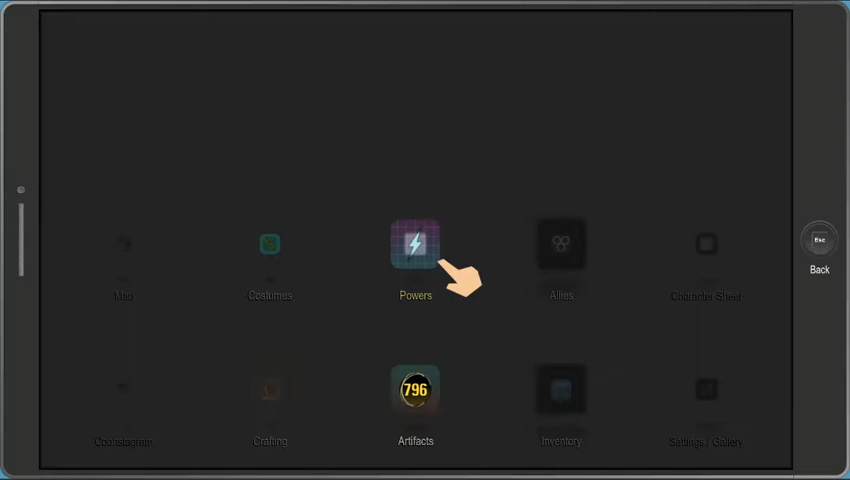 Esc
Back
Map
Costumes
Powers
Allies
Character Sheet
796
Coonstagram
Crafting
Artifacts
Inventory
Settings / Gallery